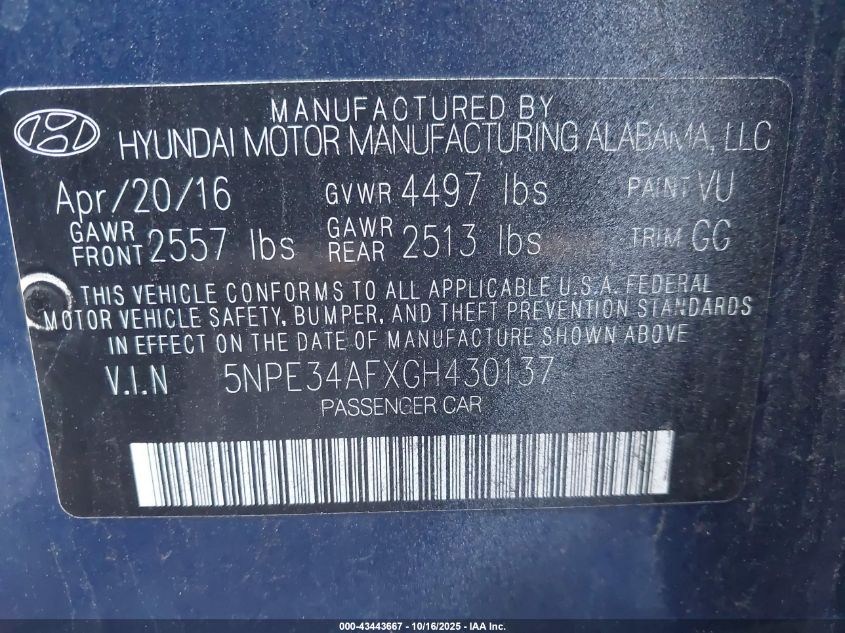 MANUFACTURED BY
HYUNDAI MOTOR MANUFACTURING ALABAMA, LLC
Apr/20/16 GVWR 4497 lbs PAINT VU
GAWR FRONT 2557 lbs GAWR REAR 2513 lbs TRIM GC
THIS VEHICLE CONFORMS TO ALL APPLICABLE U.S.A. FEDERAL
MOTOR VEHICLE SAFETY, BUMPER, AND THEFT PREVENTION STANDARDS
IN EFFECT ON THE DATE OF MANUFACTURE SHOWN ABOVE
V.I.N 5NPE34AFXGH430137
PASSENGER CAR
000-43443667 - 10/16/2025 - IAA Inc.